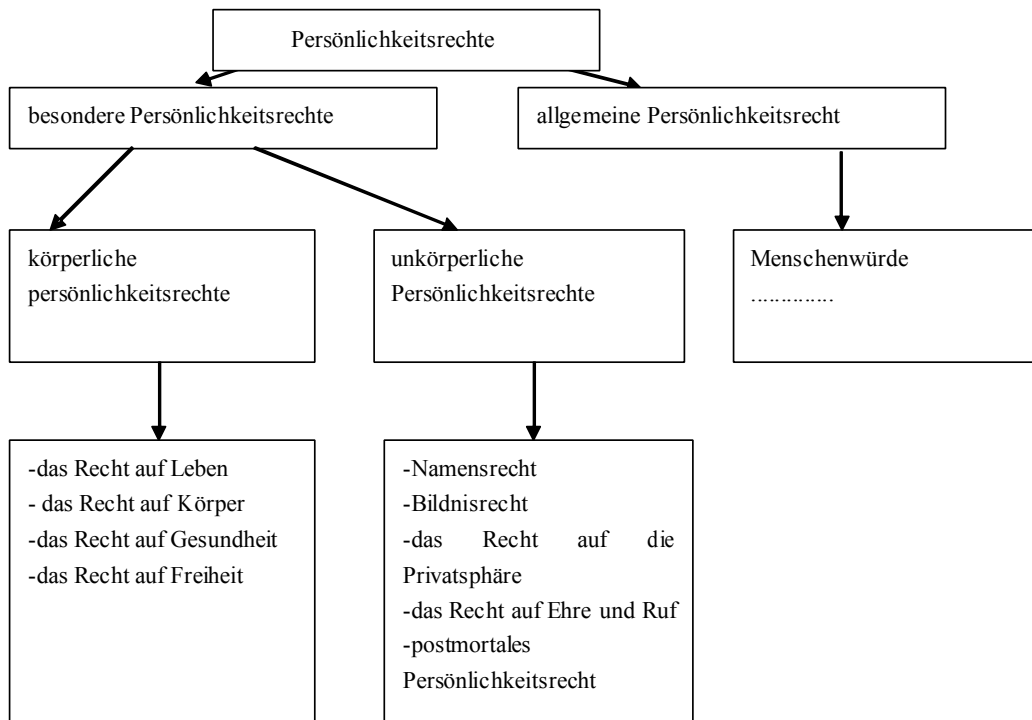 Persönlichkeitsrechte
besondere Persönlichkeitsrechte
allgemeine Persönlichkeitsrecht
körperliche
persönlichkeitsrechte
unkörperliche
Persönlichkeitsrechte
Menschenwürde
..............
-das Recht auf Leben
- das Recht auf Körper
-das Recht auf Gesundheit
-das Recht auf Freiheit
-Namensrecht
-Bildnisrecht
-das Recht auf die
Privatsphäre
-das Recht auf Ehre und Ruf
-postmortales
Persönlichkeitsrecht